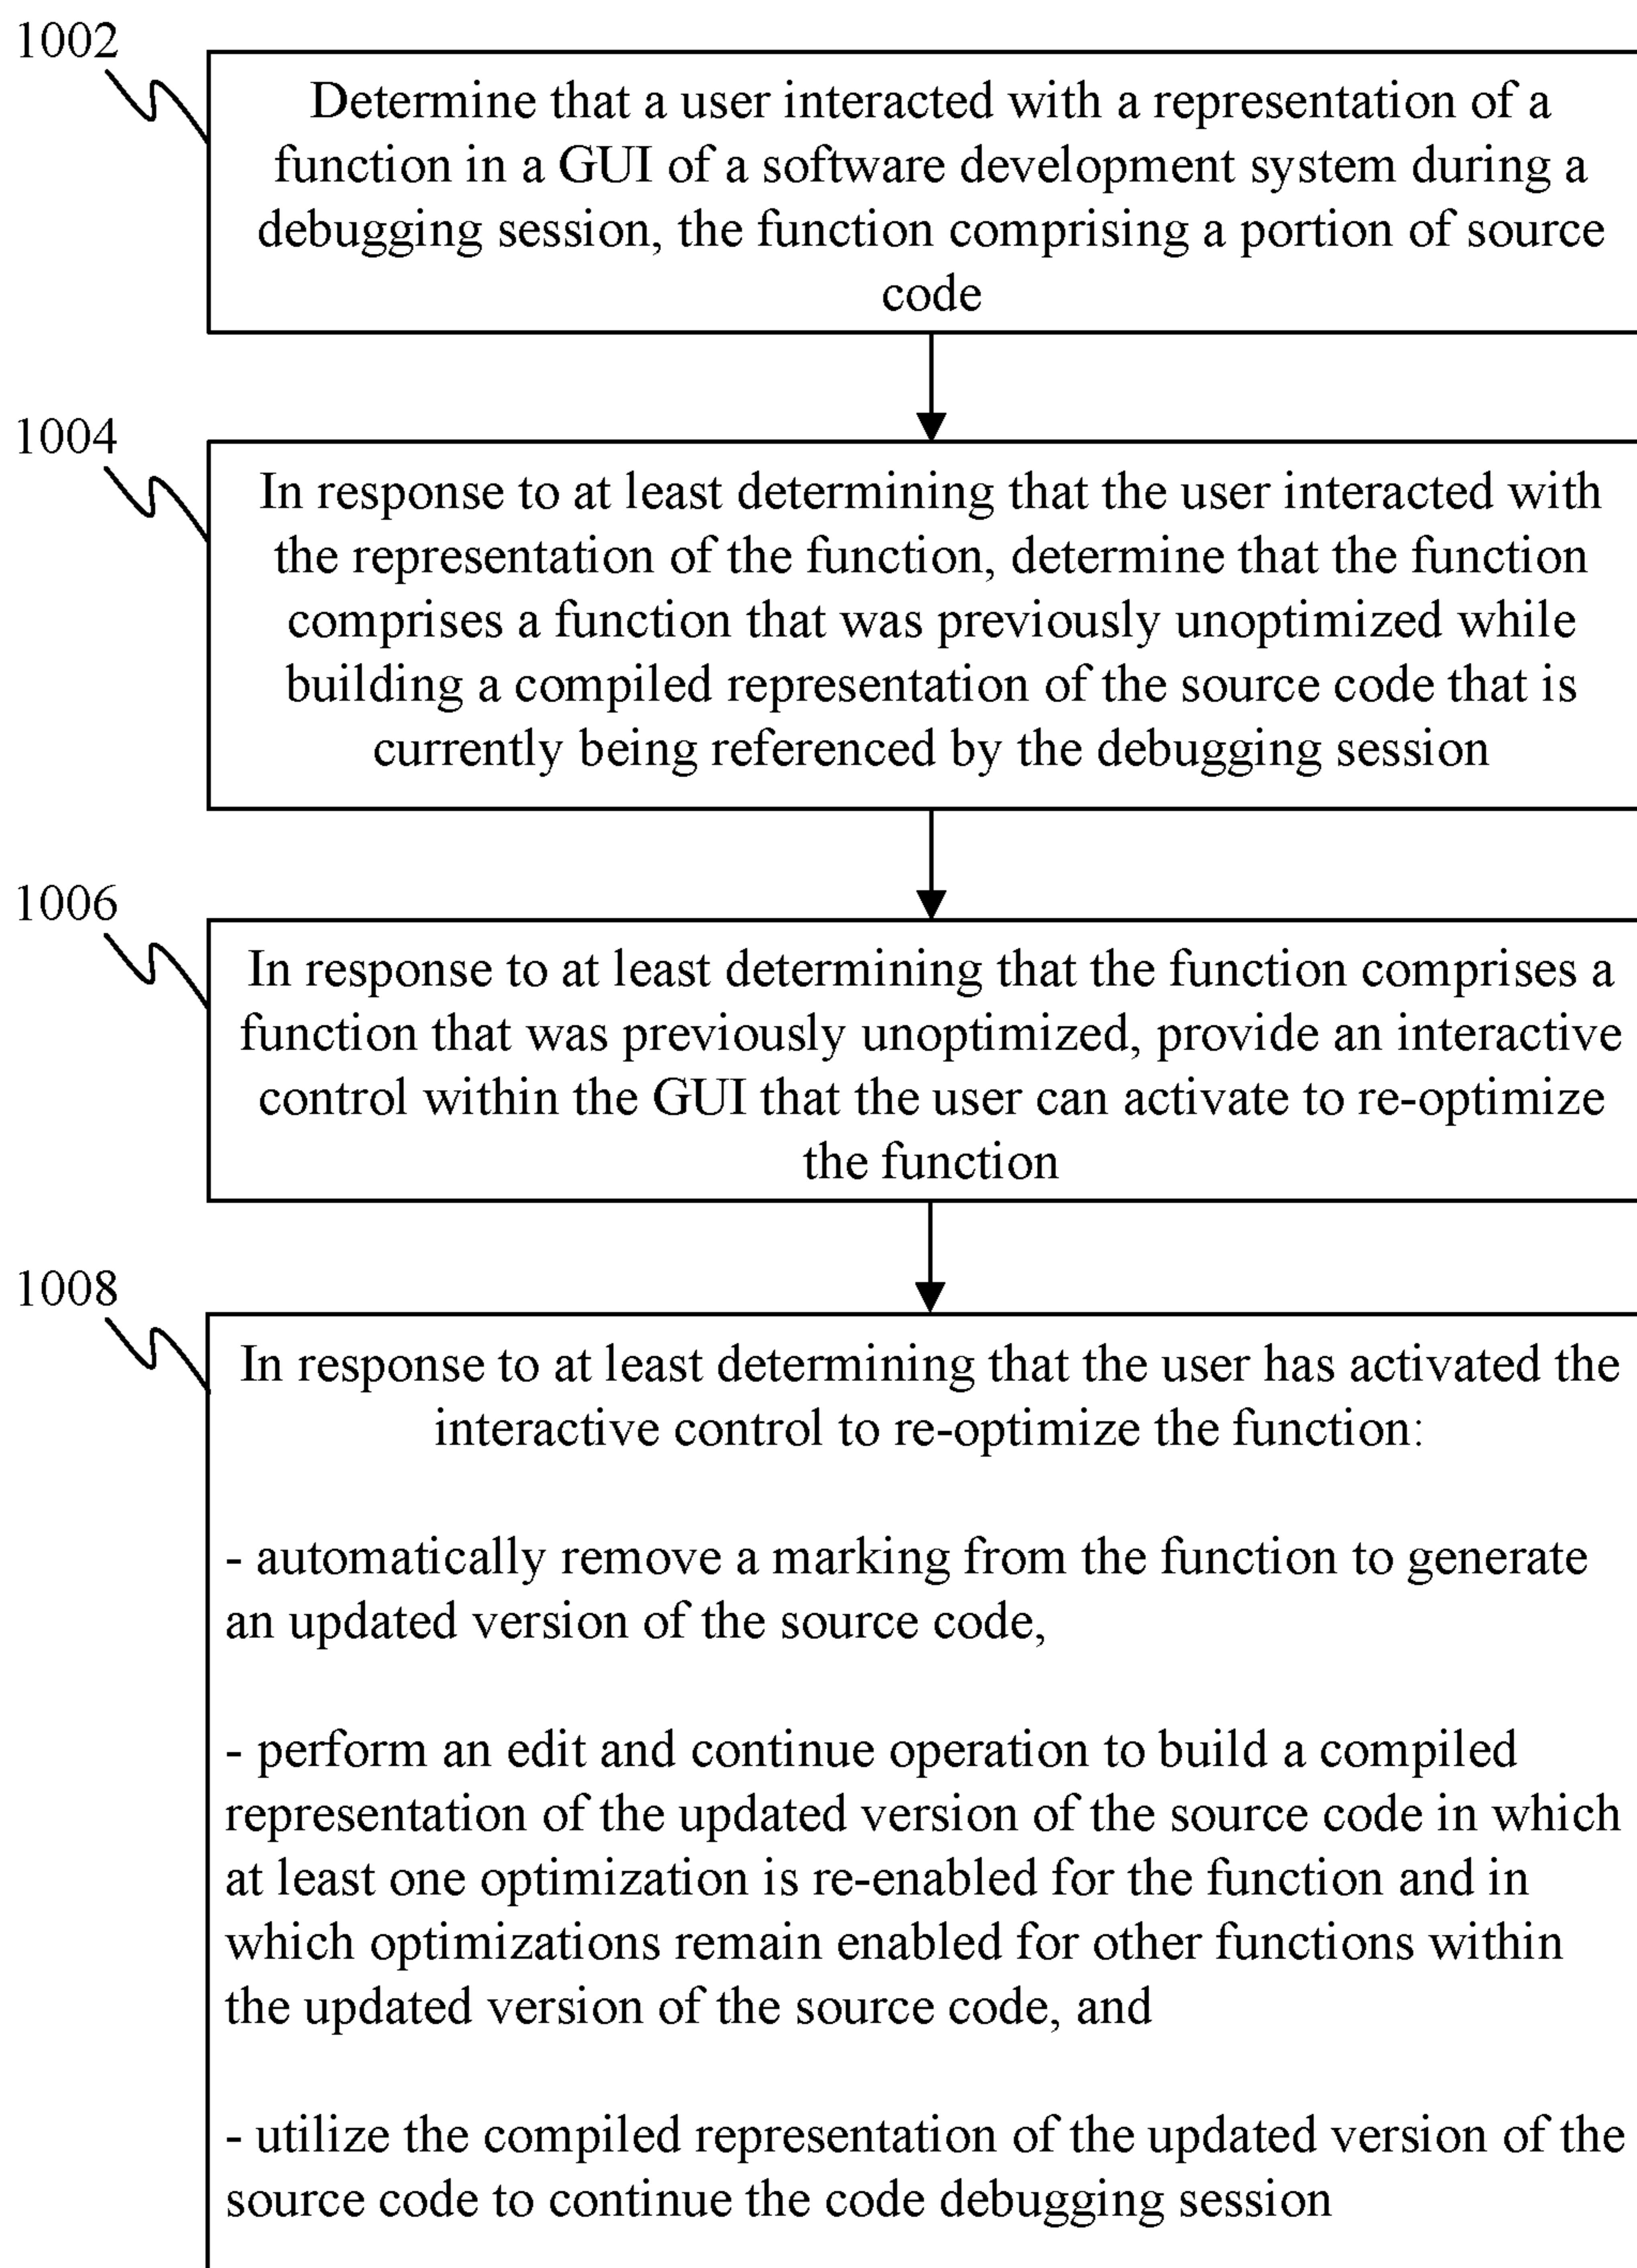 1002
Determine that a user interacted with a representation of a
function in a GUI of a software development system during a
debugging session, the function comprising a portion of source
code
1004
In response to at least determining that the user interacted with
the representation of the function, determine that the function
comprises a function that was previously unoptimized while
building a compiled representation of the source code that is
currently being referenced by the debugging session
1006
In response to at least determining that the function comprises a
function that was previously unoptimized, provide an interactive
control within the GUI that the user can activate to re-optimize
the function
1008
In response to at least determining that the user has activated the
interactive control to re-optimize the function:
- automatically remove a marking from the function to generate
an updated version of the source code,
- perform an edit and continue operation to build a compiled
representation of the updated version of the source code in which
at least one optimization is re-enabled for the function and in
which optimizations remain enabled for other functions within
the updated version of the source code, and
- utilize the compiled representation of the updated version of the
source code to continue the code debugging session